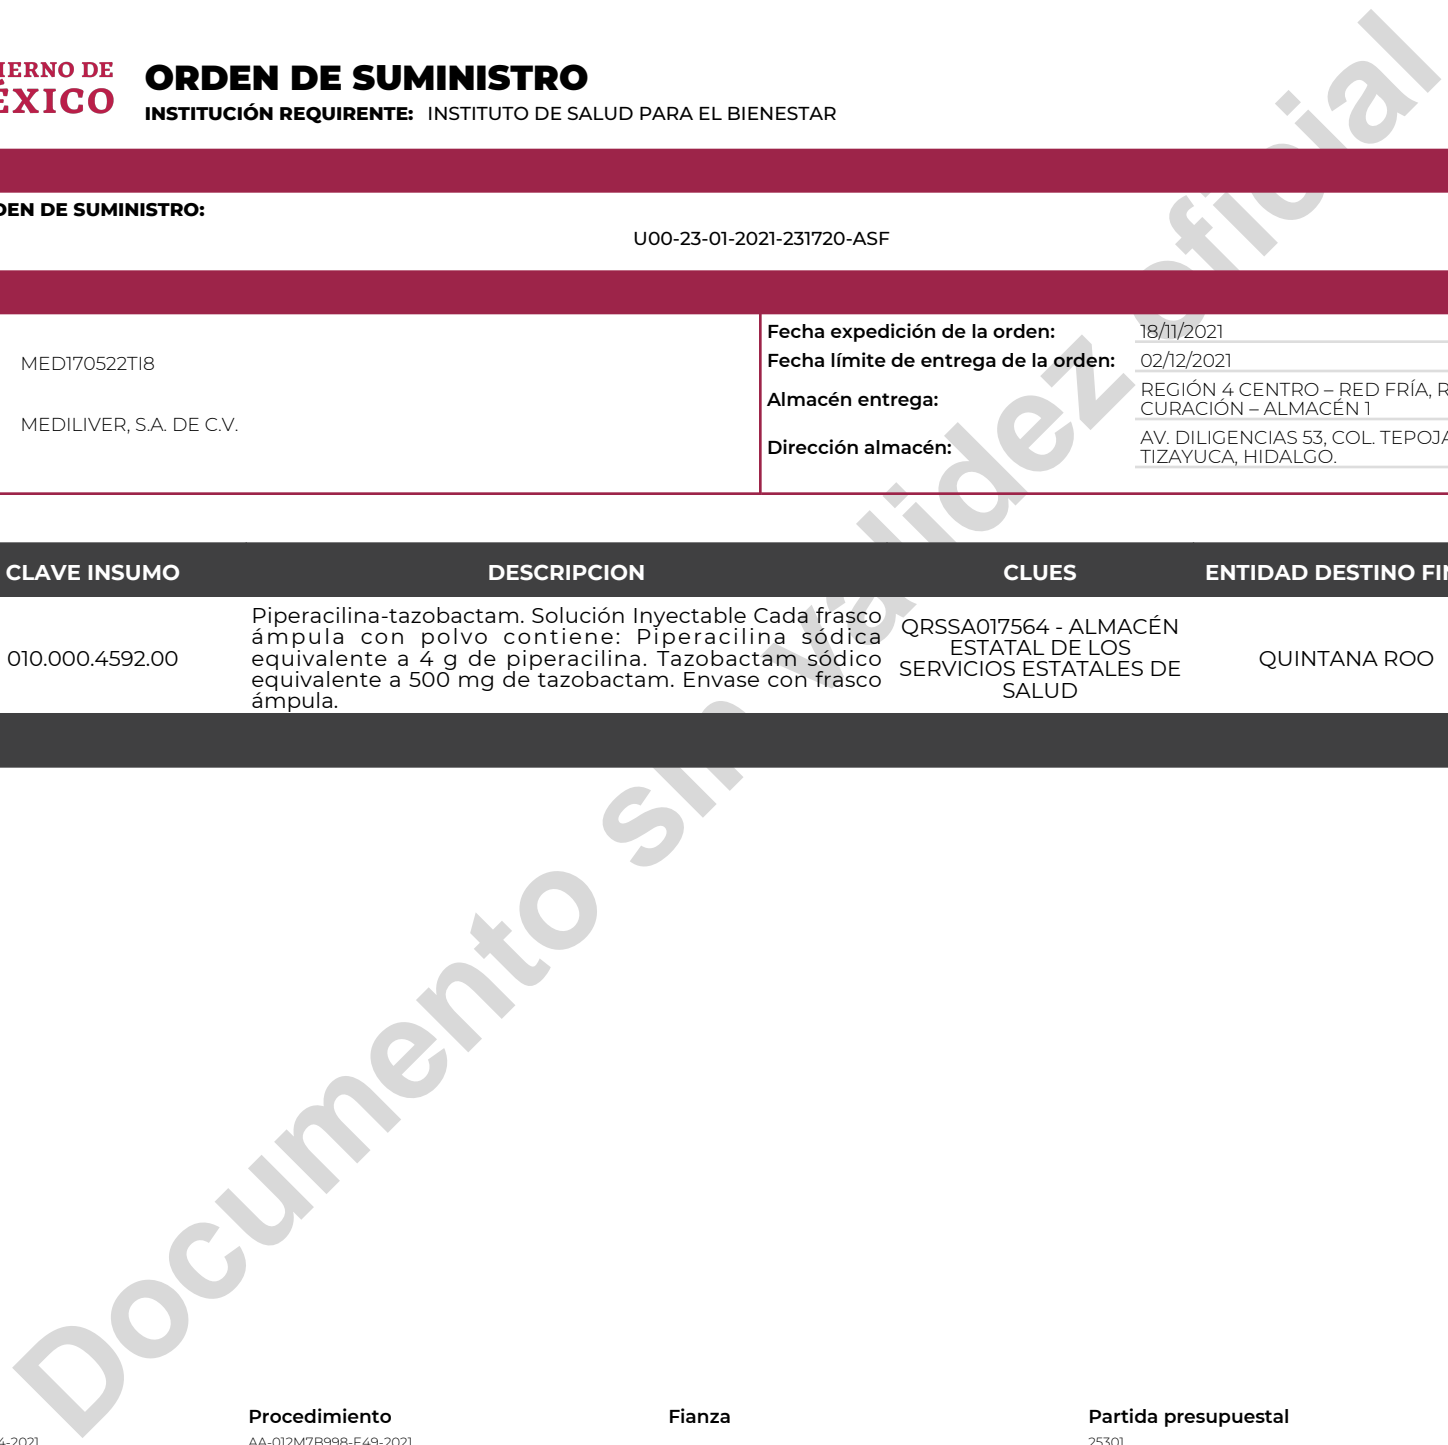 ORDEN DE SUMINISTRO
INSTITUCIÓN REQUIRENTE: INSTITUTO DE SALUD PARA EL BIENESTAR
DE SUMINISTRO:
U00-23-01-2021-231720-ASF
MED170522TI8
MEDILIVER, S.A. DE C.V.
Fecha expedición de la orden: 18/11/2021
Fecha límite de entrega de la orden: 02/12/2021
Almacén entrega: REGIÓN 4 CENTRO – RED FRÍA,
CURACIÓN – ALMACÉN 1
Dirección almacén: AV. DILIGENCIAS 53, COL.
TIZAYUCA, HIDALGO.
CLAVE INSUMO DESCRIPCION CLUES ENTIDAD DESTINO
010.000.4592.00
Piperacilina-tazobactam. Solución Inyectable Cada frasco
ámpula con polvo contiene: Piperacilina sódica
equivalente a 4 g de piperacilina. Tazobactam sódico
equivalente a 500 mg de tazobactam. Envase con frasco
ámpula.
QRSSA017564 - ALMACÉN
ESTATAL DE LOS
SERVICIOS ESTATALES DE
SALUD
QUINTANA ROO
Documento sin validez oficial
Procedimiento Fianza Partida presupuestal
AA-012M7B998-E49-2021 25301